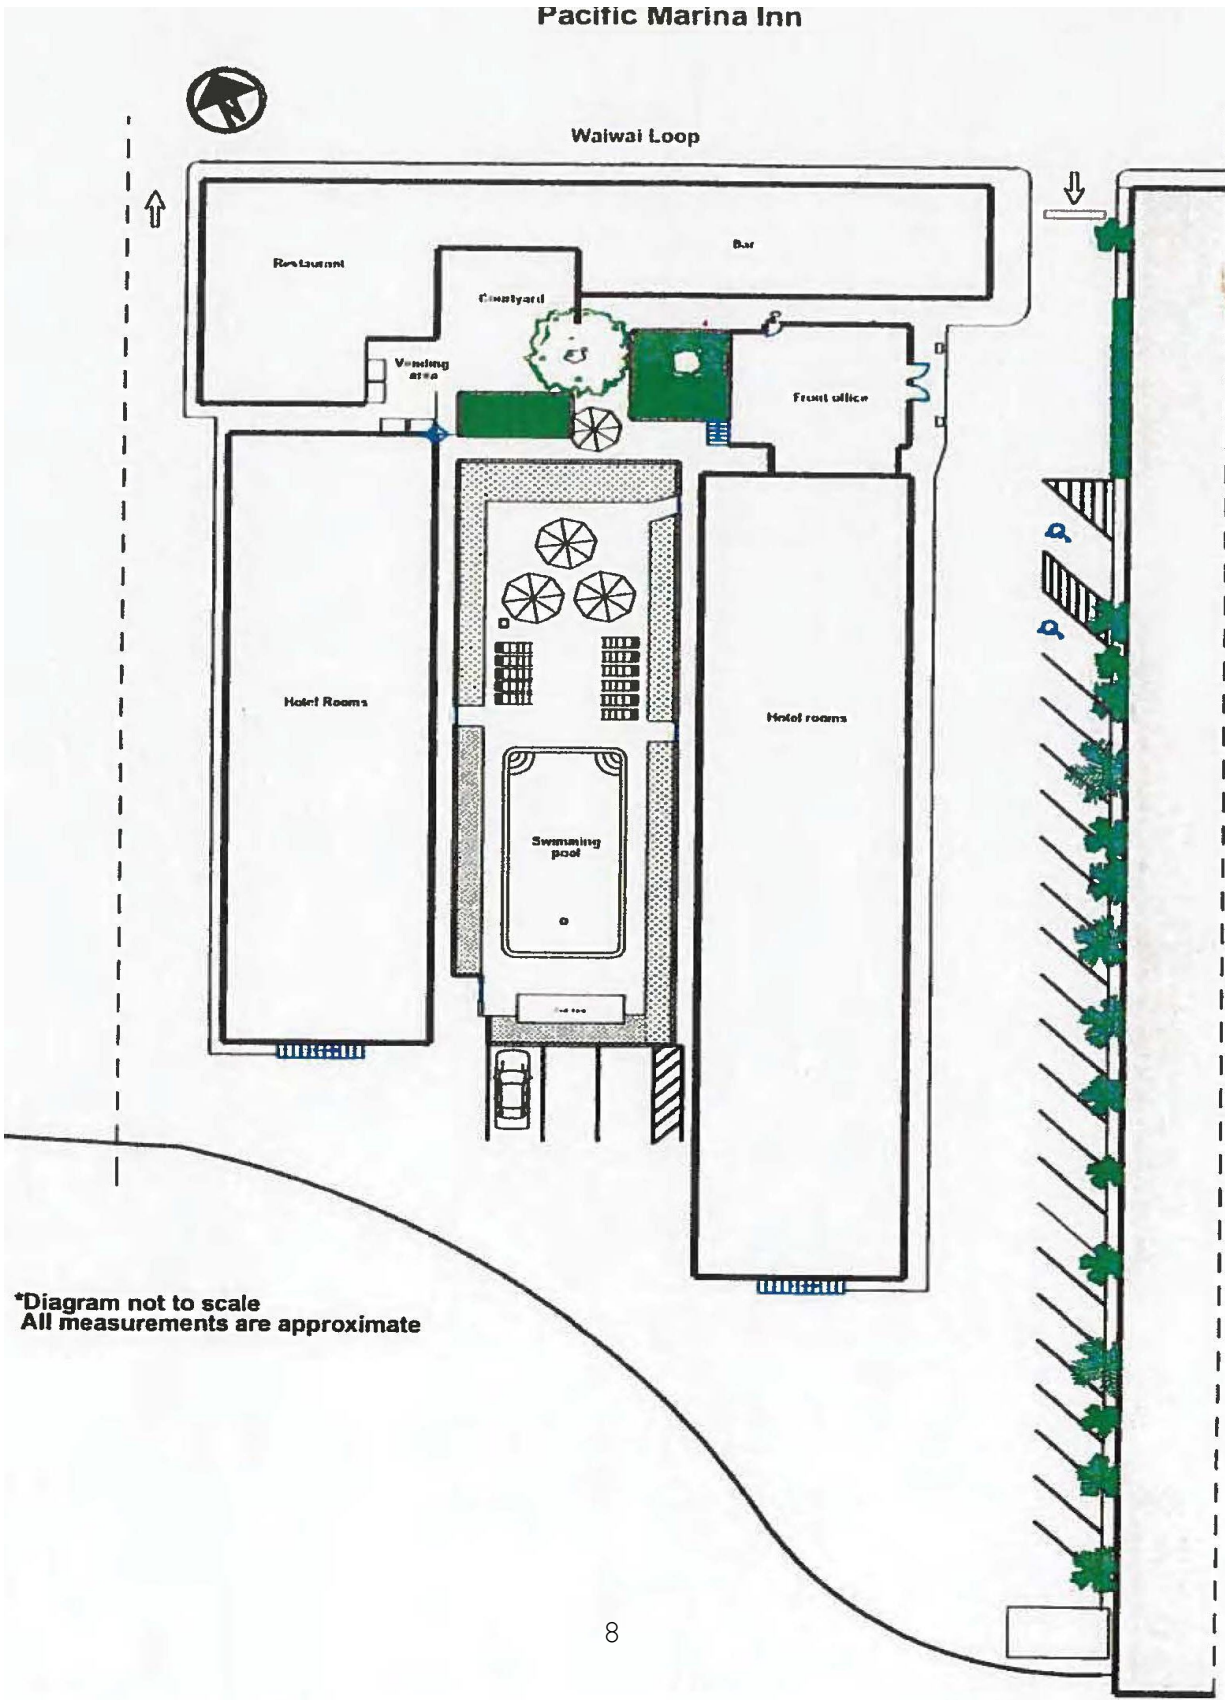 Pacific Marina Inn
N
Waiwai Loop
Bar
Restaurant
Courtyard
Vending
area
Front office
Hotel Rooms
Hotel rooms
Swimming
pool
*Diagram not to scale
All measurements are approximate
8